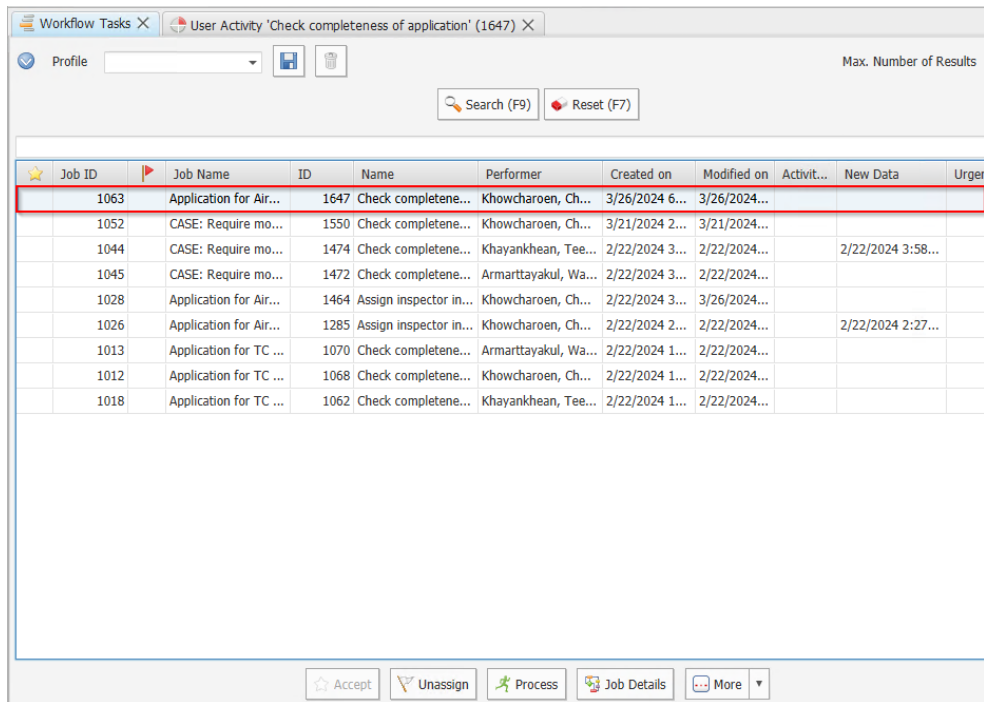 Workflow Tasks User Activity 'Check completeness of application' (1647)
Profile Max. Number of Results
Search (F9) Reset (F7)
Job ID Job Name ID Name Performer Created on Modified on Activit... New Data Urgen
1063 Application for Air... 1647 Check completene... Khowcharoen, Ch... 3/26/2024 6... 3/26/2024...
1052 CASE: Require mo... 1550 Check completene... Khowcharoen, Ch... 3/21/2024 2... 3/21/2024...
1044 CASE: Require mo... 1474 Check completene... Khayankhean, Tee... 2/22/2024 3... 2/22/2024... 2/22/2024 3:58...
1045 CASE: Require mo... 1472 Check completene... Armarttayakul, Wa... 2/22/2024 3... 2/22/2024...
1028 Application for Air... 1464 Assign inspector in... Khowcharoen, Ch... 2/22/2024 3... 3/26/2024...
1026 Application for Air... 1285 Assign inspector in... Khowcharoen, Ch... 2/22/2024 2... 2/22/2024... 2/22/2024 2:27...
1013 Application for TC ... 1070 Check completene... Armarttayakul, Wa... 2/22/2024 1... 2/22/2024...
1012 Application for TC ... 1068 Check completene... Khowcharoen, Ch... 2/22/2024 1... 2/22/2024...
1018 Application for TC ... 1062 Check completene... Khayankhean, Tee... 2/22/2024 1... 2/22/2024...
Accept Unassign Process Job Details More